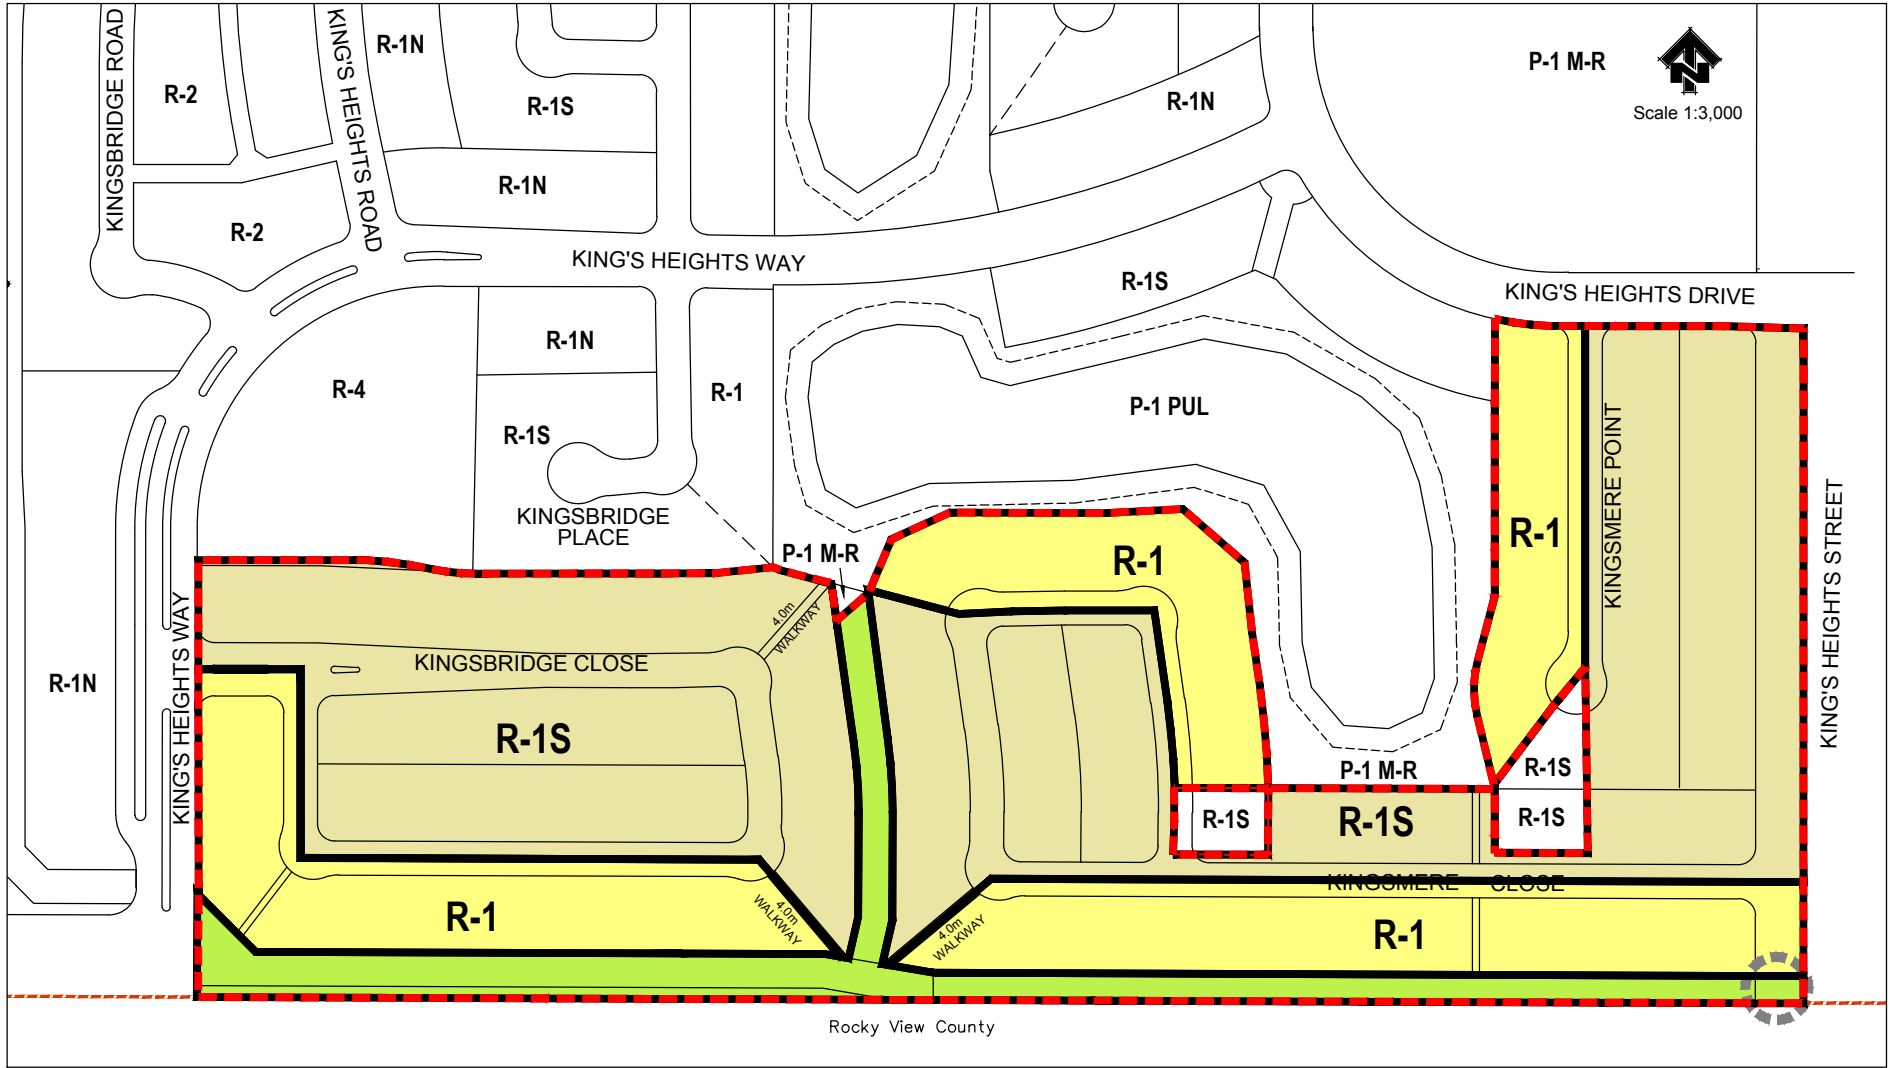 KINGSBRIDGE ROAD
KING'S HEIGHTS ROAD
R-1N
R-2
R-1S
R-1N
P-1 M-R
N
Scale 1:3,000
R-1N
R-2
KING'S HEIGHTS WAY
R-1S
KING'S HEIGHTS DRIVE
R-1N
R-4
R-1
P-1 PUL
R-1S
KINGSBRIDGE
PLACE
P-1 M-R
R-1
R-1
KINGSMERE POINT
KING'S HEIGHTS STREET
KING'S HEIGHTS WAY
4.0m
WALKWAY
KINGSBRIDGE CLOSE
R-1N
R-1S
P-1 M-R
R-1S
R-1S
R-1S
R-1S
KINGSMERE CLOSE
R-1
4.0m
WALKWAY
4.0m
WALKWAY
R-1
Rocky View County